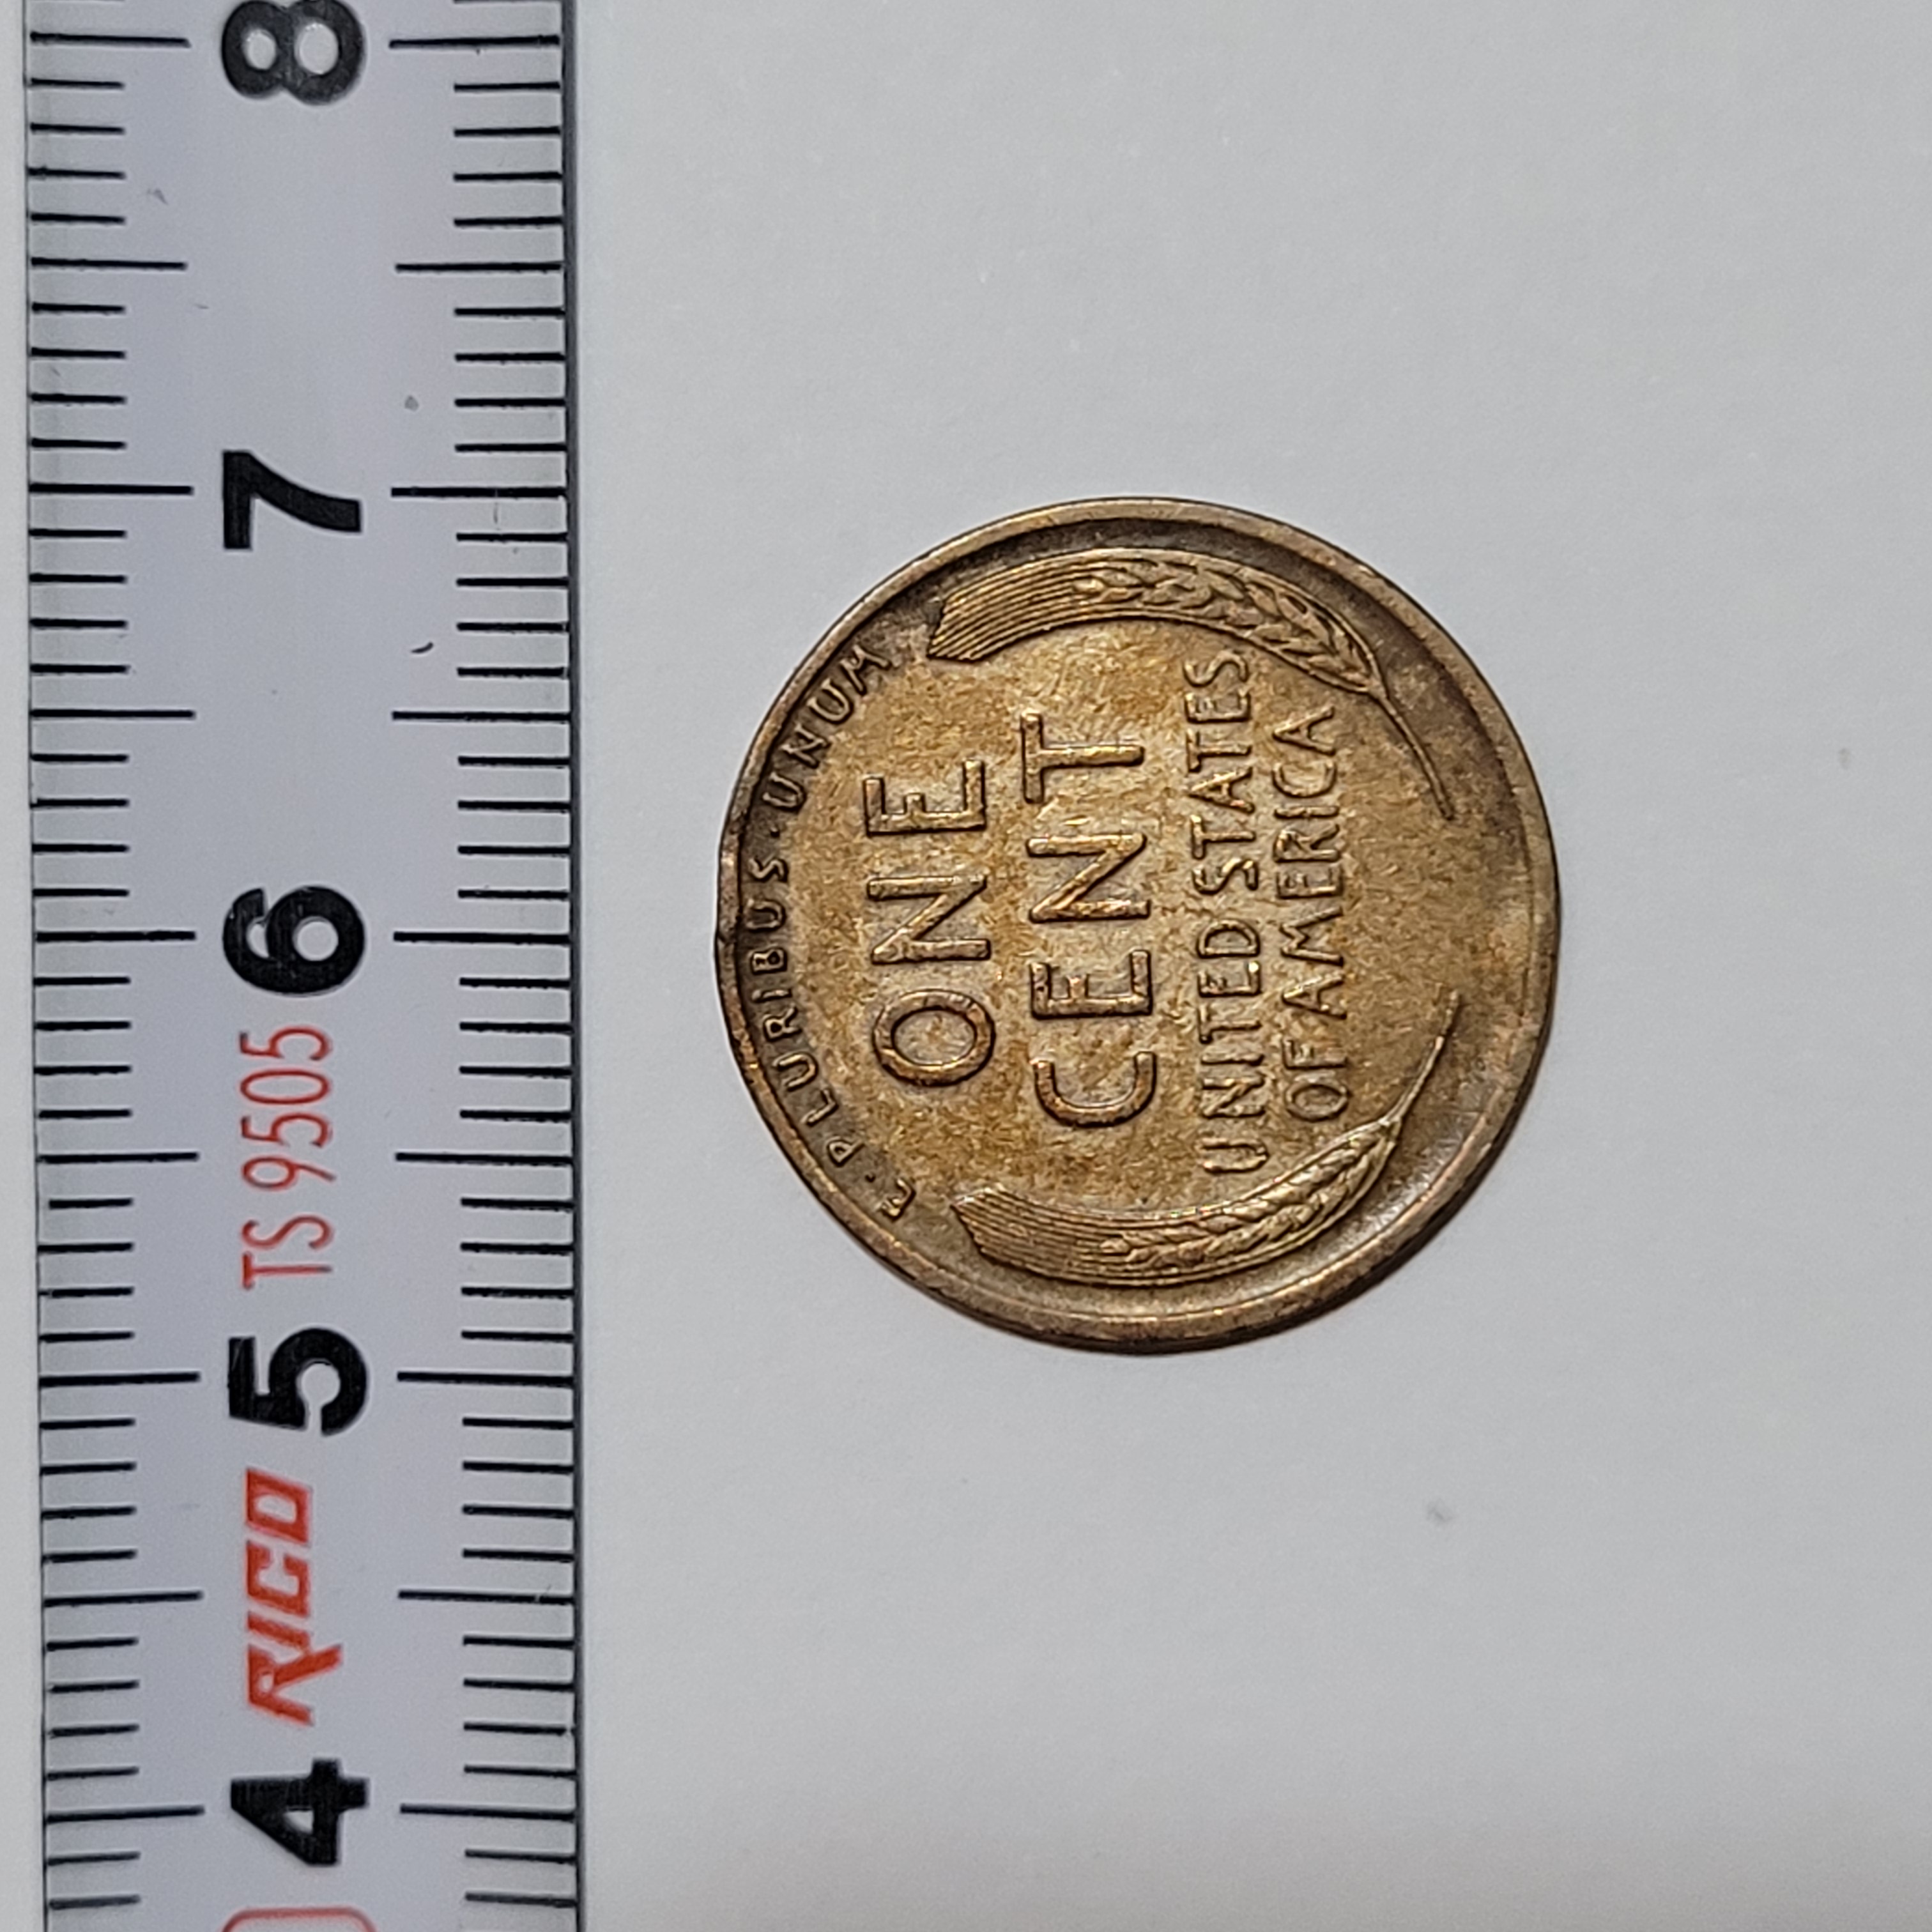 8
7
6
TS 9505
5
RICO
4
E·PLURIBUS·UNUM
ONE
CENT
UNITED STATES
OF AMERICA